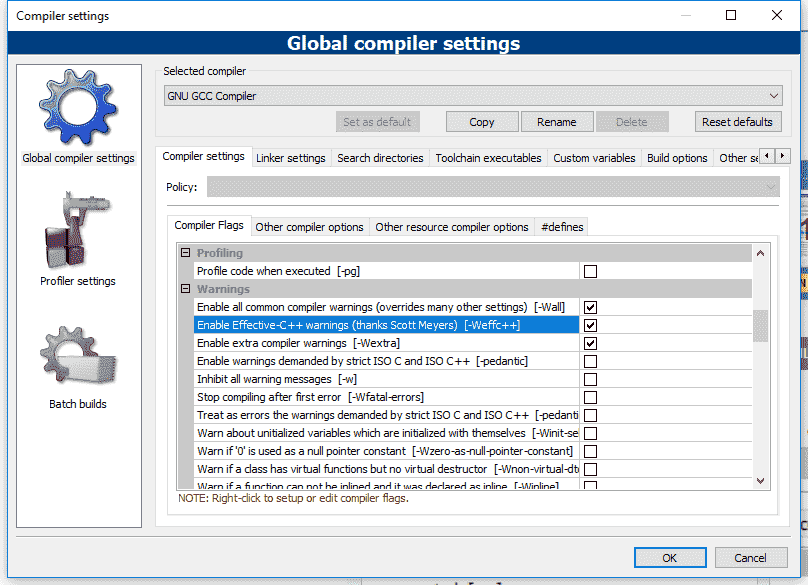 Compiler settings
Global compiler settings
Global compiler settings
Profiler settings
Batch builds
Selected compiler
GNU GCC Compiler
Set as default Copy Rename Delete Reset defaults
Compiler settings Linker settings Search directories Toolchain executables Custom variables Build options Other se
Policy:
Compiler Flags Other compiler options Other resource compiler options #defines
Profiling
Profile code when executed [-pg]
Warnings
Enable all common compiler warnings (overrides many other settings) [-Wall]
Enable Effective-C++ warnings (thanks Scott Meyers) [-Weffc++]
Enable extra compiler warnings [-Wextra]
Enable warnings demanded by strict ISO C and ISO C++ [-pedantic]
Inhibit all warning messages [-w]
Stop compiling after first error [-Wfatal-errors]
Treat as errors the warnings demanded by strict ISO C and ISO C++ [-pedanti
Warn about unitialized variables which are initialized with themselves [-Winit-se
Warn if '0' is used as a null pointer constant [-Wzero-as-null-pointer-constant]
Warn if a class has virtual functions but no virtual destructor [-Wnon-virtual-dt
Warn if a function can not be inlined and it was declared as inline [-Winline]
NOTE: Right-click to setup or edit compiler flags.
OK Cancel